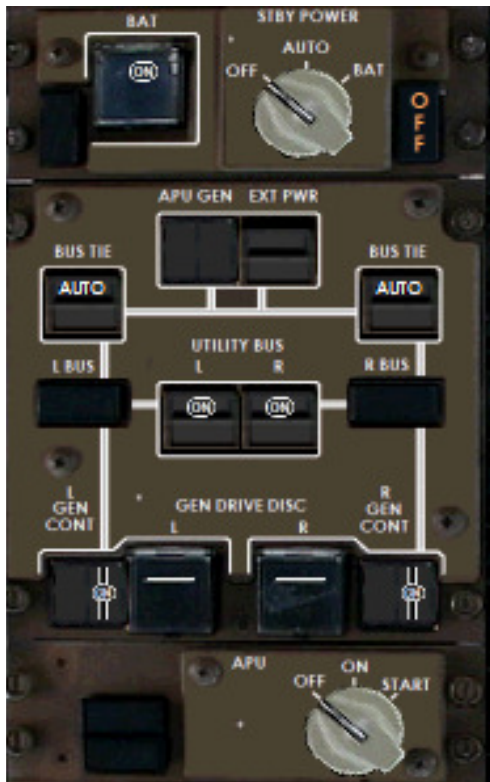 BAT
ON
STBY POWER
OFF
AUTO
BAT
OFF
APU GEN
EXT PWR
BUS TIE
AUTO
BUS TIE
AUTO
UTILITY BUS
L
R
L BUS
ON
ON
R BUS
L
GEN
CONT
GEN DRIVE DISC
L
R
R
GEN
CONT
ON
ON
APU
OFF
ON
START